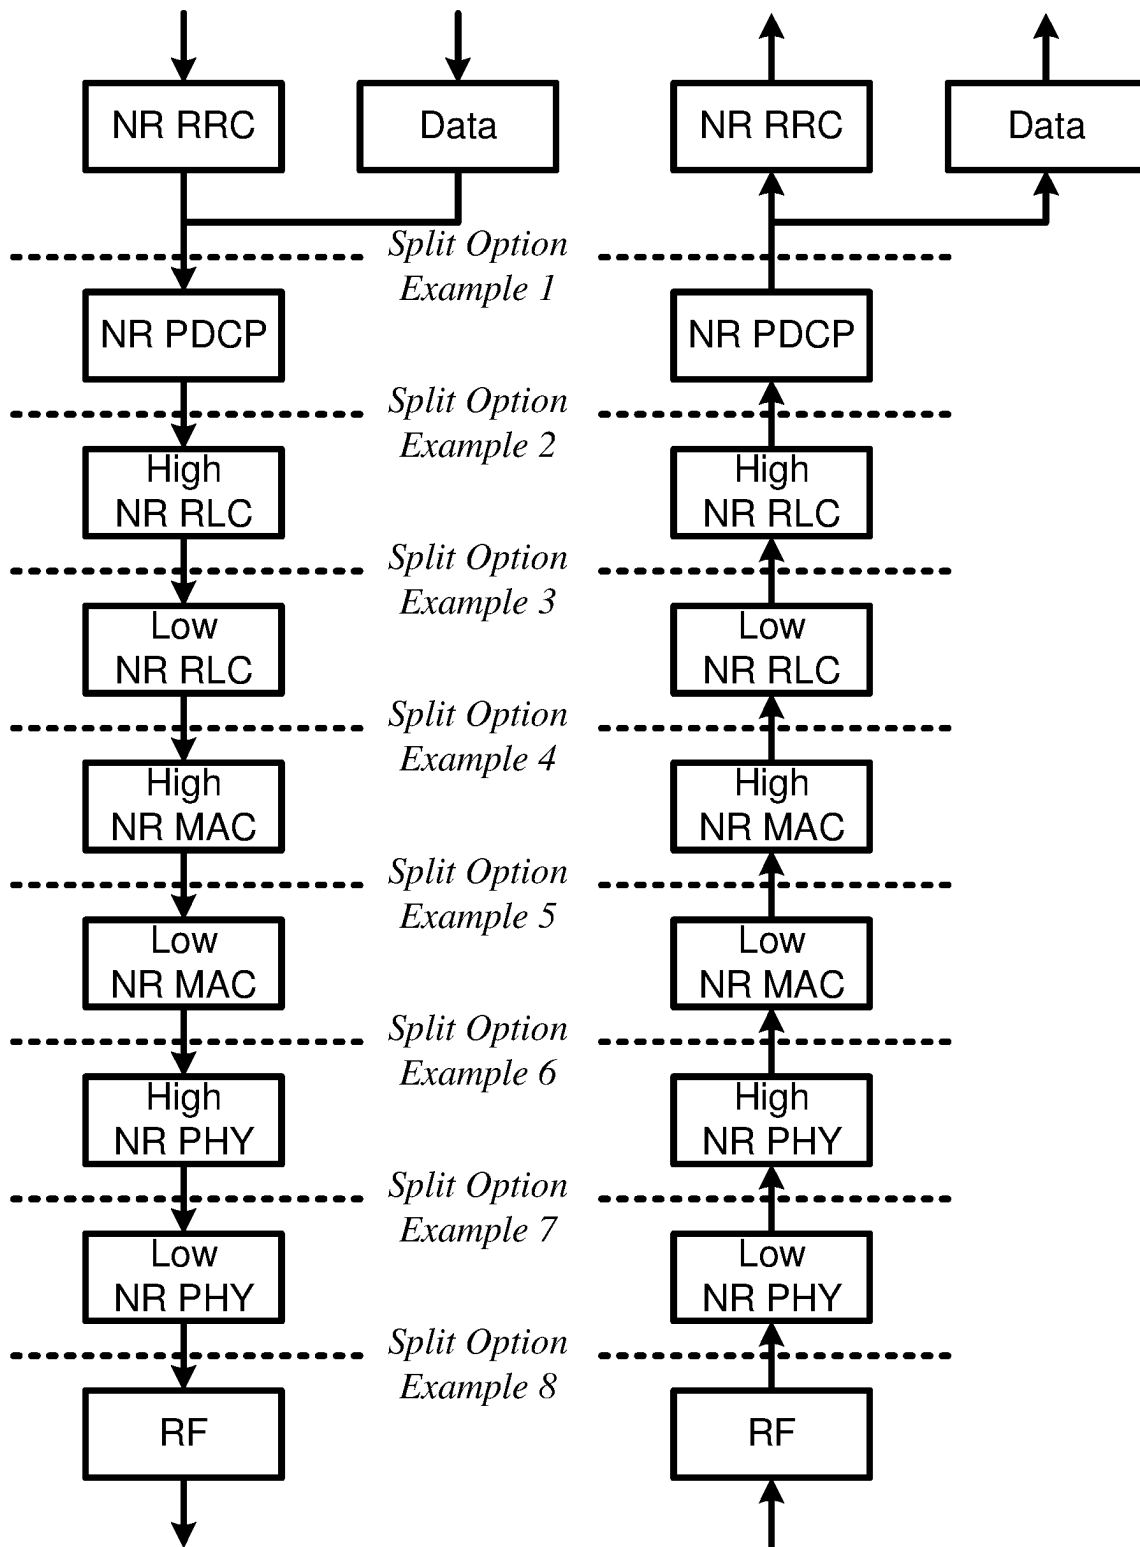 NR RRC
Data
NR RRC
Data
Split Option
Example 1
NR PDCP
NR PDCP
Split Option
Example 2
High
NR RLC
High
NR RLC
Split Option
Example 3
Low
NR RLC
Low
NR RLC
Split Option
Example 4
High
NR MAC
High
NR MAC
Split Option
Example 5
Low
NR MAC
Low
NR MAC
Split Option
Example 6
High
NR PHY
High
NR PHY
Split Option
Example 7
Low
NR PHY
Low
NR PHY
Split Option
Example 8
RF
RF